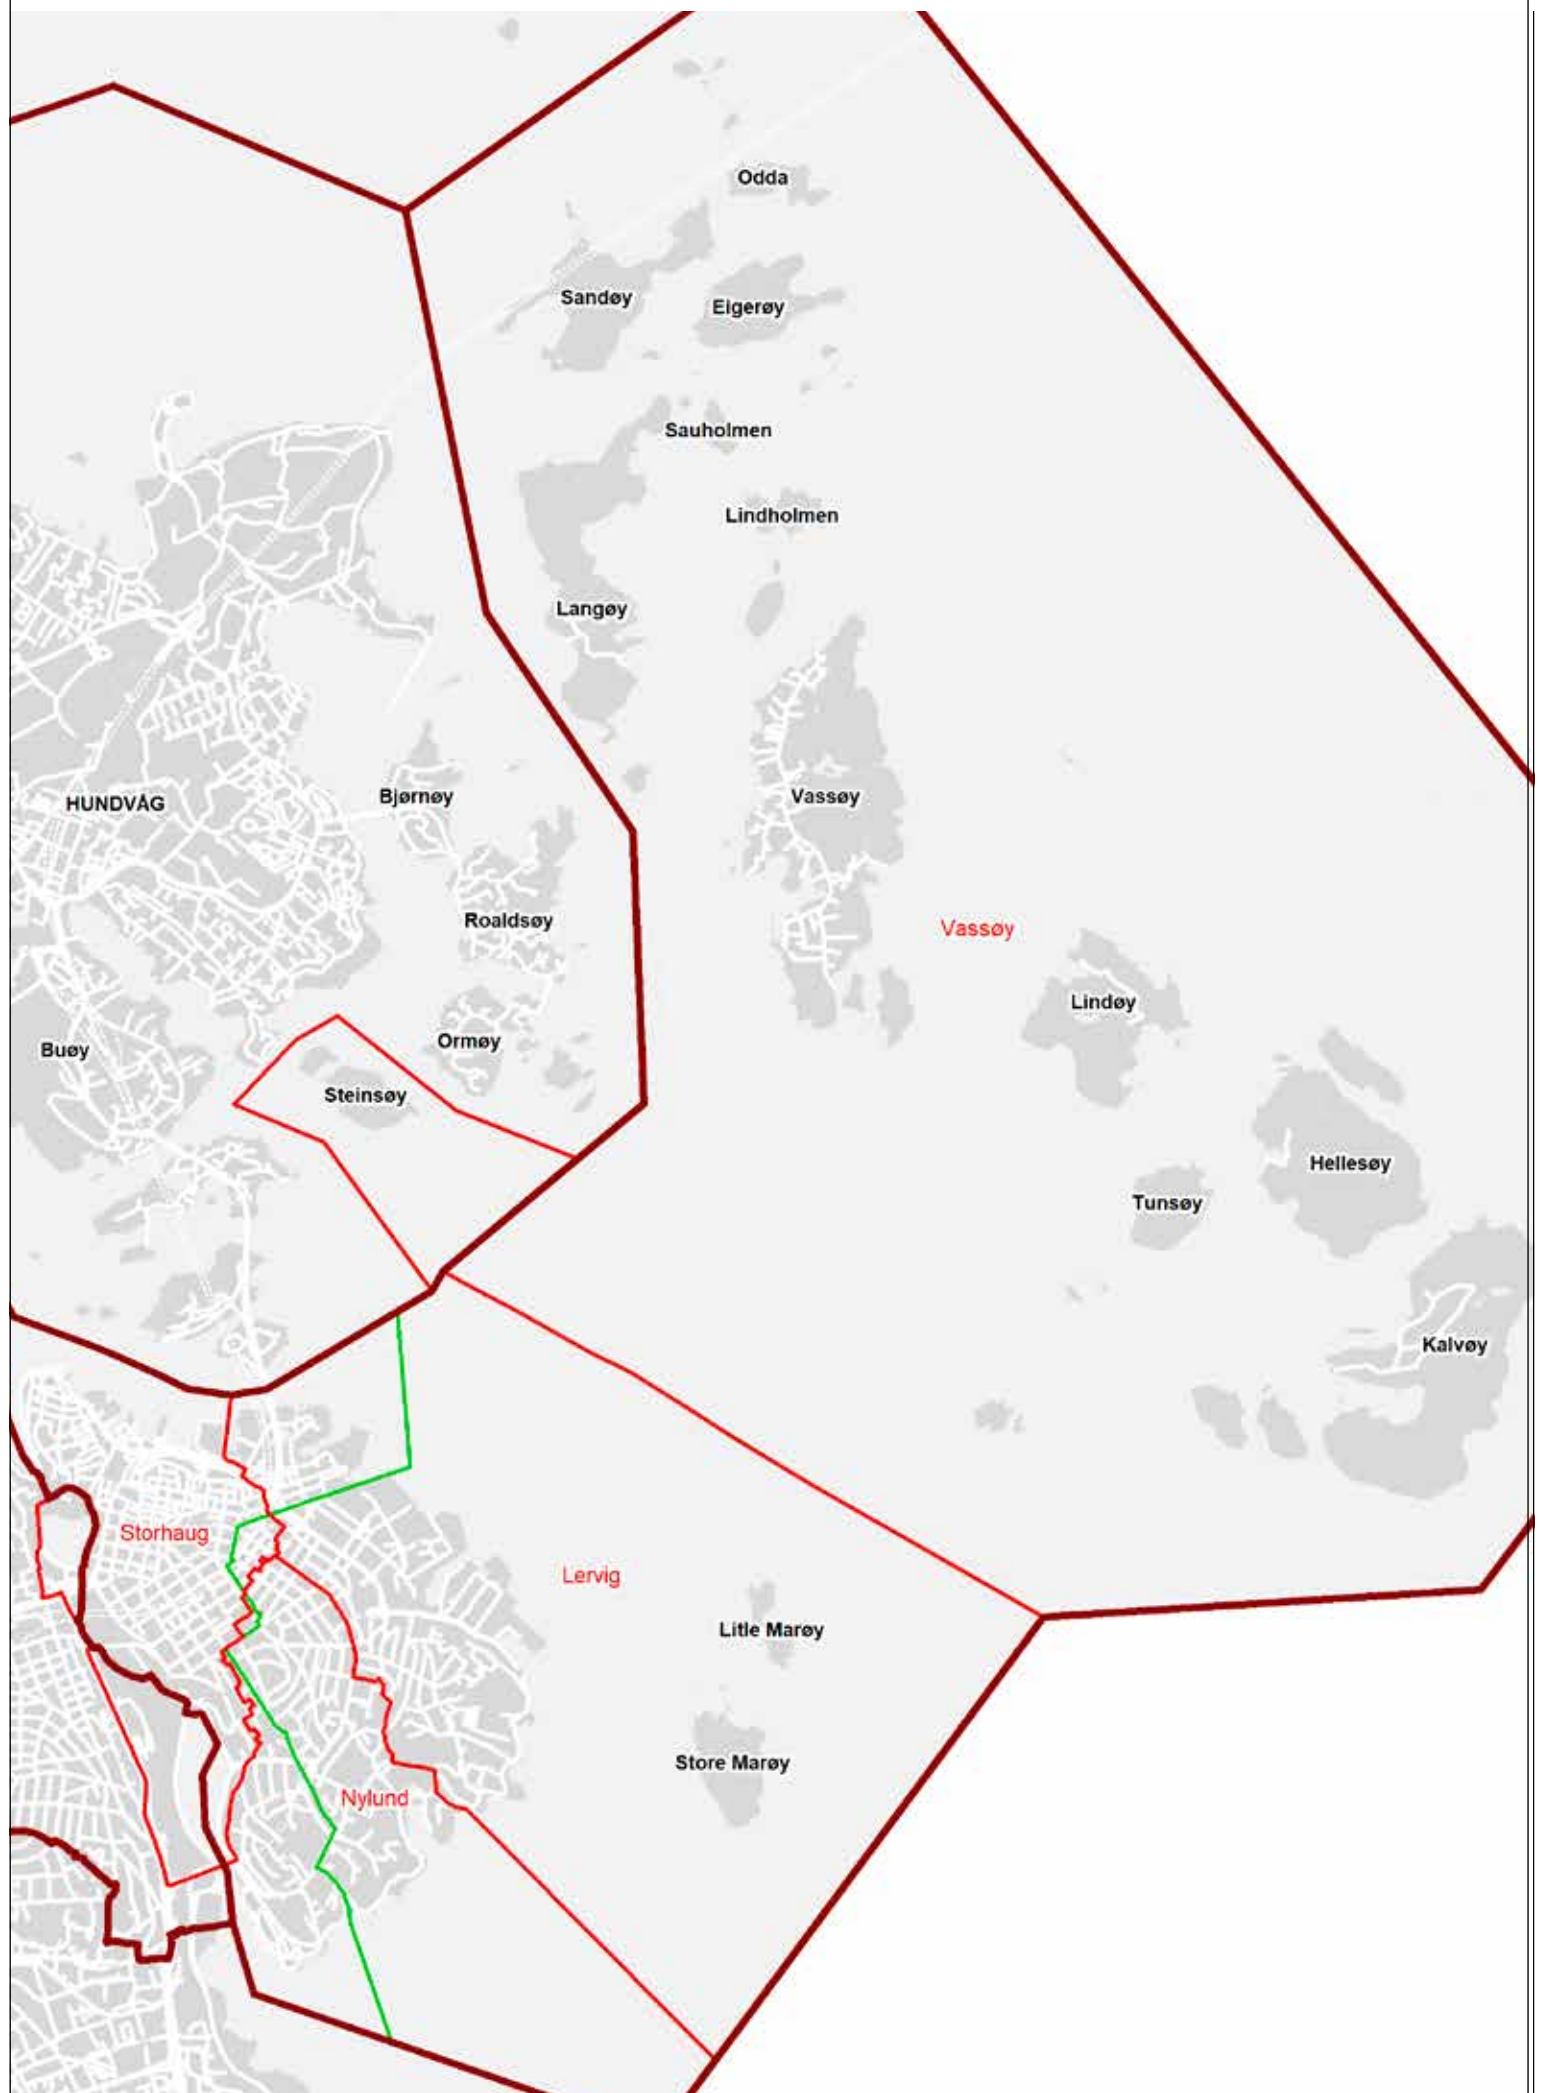 Odda
Sandøy
Eigerøy
Sauholmen
Lindholmen
Langøy
HUNDVÅG
Bjørnøy
Vassøy
Roaldsøy
Vassøy
Lindøy
Buøy
Ormøy
Steinsøy
Hellesøy
Tunsøy
Kalvøy
Storhaug
Lervig
Litle Marøy
Store Marøy
Nylund